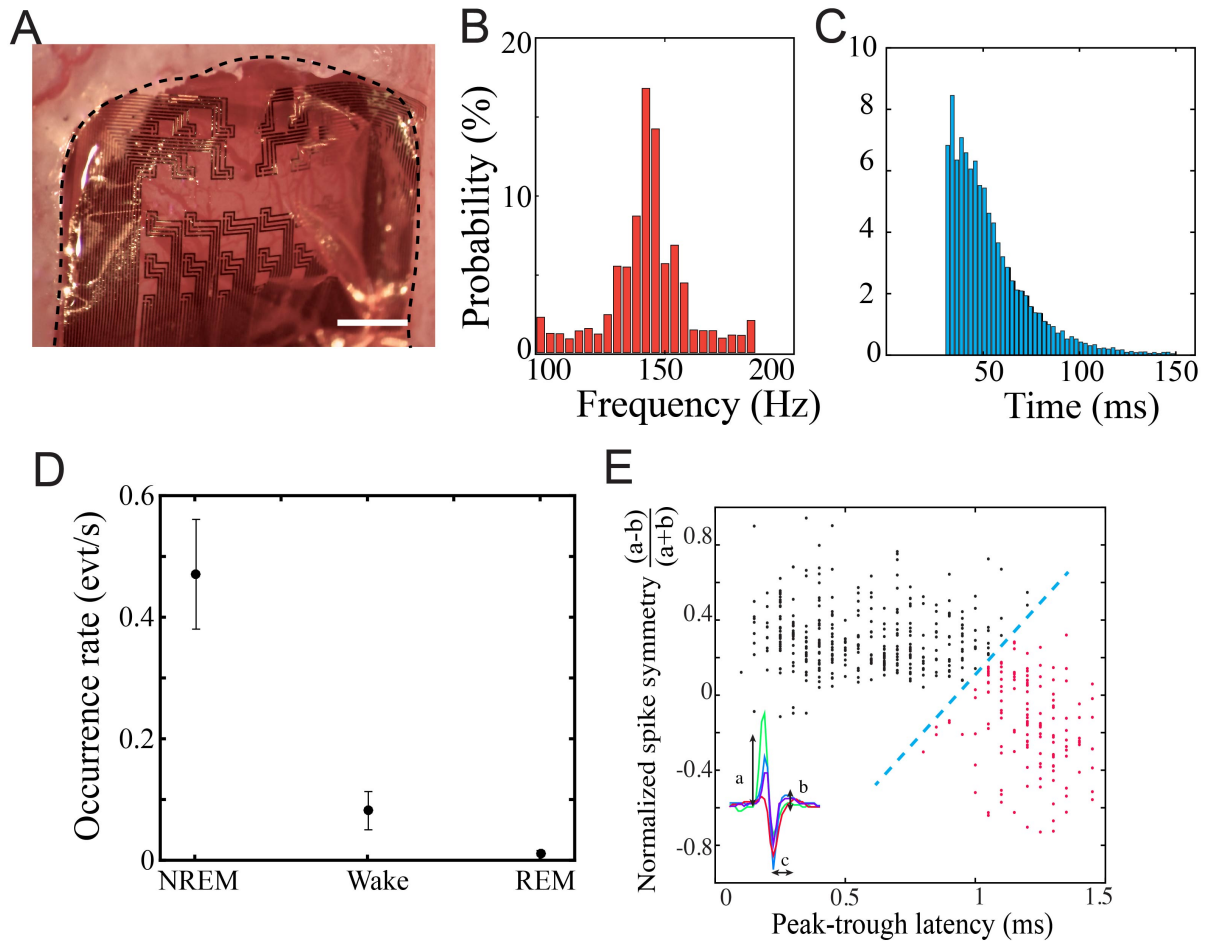 A
B
20
10
0
Probability (%)
100
150
200
Frequency (Hz)
C
10
8
6
4
2
0
50
100
150
Time (ms)
D
0.6
0.4
0.2
0
Occurrence rate (evt/s)
NREM
Wake
REM
E
Normalized spike symmetry (a-b)
(a+b)
0.8
0.4
0
-0.4
-0.8
a
b
c
0
0.5
1
1.5
Peak-trough latency (ms)